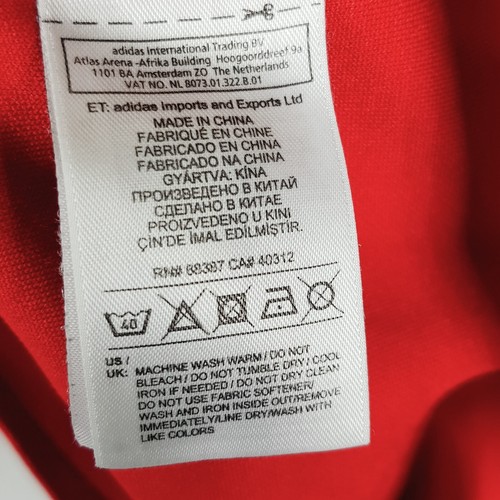 adidas International Trading BV
Atlas Arena -Afrika Building Hoogoorddreef 9a
1101 BA Amsterdam ZO The Netherlands
VAT NO. NL 8073.01.322.B.01
ET: adidas Imports and Exports Ltd
MADE IN CHINA
FABRIQUÉ EN CHINE
FABRICADO EN CHINA
FABRICADO NA CHINA
GYÁRTVA: KÍNA
ПРОИЗВЕДЕНО В КИТАЙ
СДЕЛАНО В КИТАЕ
PROIZVEDENO U KINI
ÇİN'DE İMAL EDİLMİŞTİR.
RN# 88387 CA# 40312
40
US /
UK: MACHINE WASH WARM / DO NOT
BLEACH / DO NOT TUMBLE DRY / COOL
IRON IF NEEDED / DO NOT DRY CLEAN
DO NOT USE FABRIC SOFTENER/
WASH AND IRON INSIDE OUT/REMOVE
IMMEDIATELY/LINE DRY/WASH WITH
LIKE COLORS